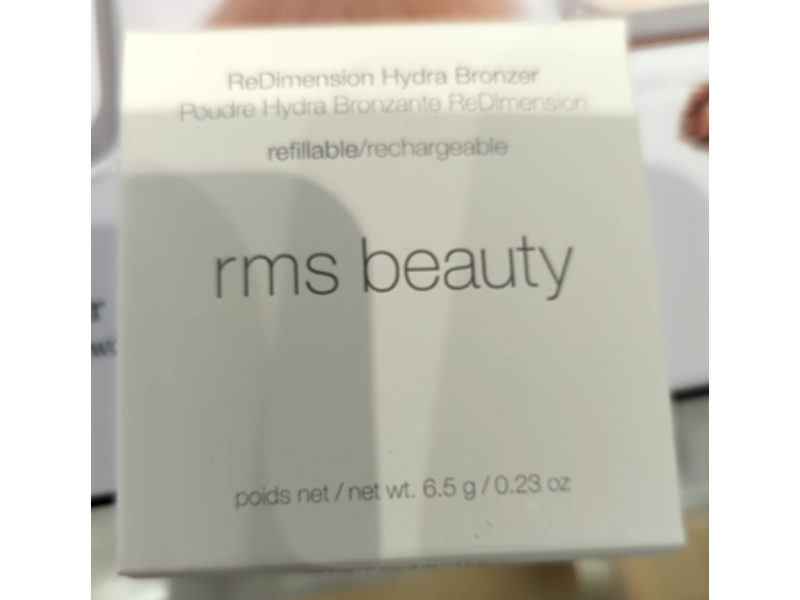 ReDimension Hydra Bronzer
Poudre Hydra Bronzante ReDimension
refillable/rechargeable
rms beauty
poids net / net wt. 6.5 g / 0.23 oz